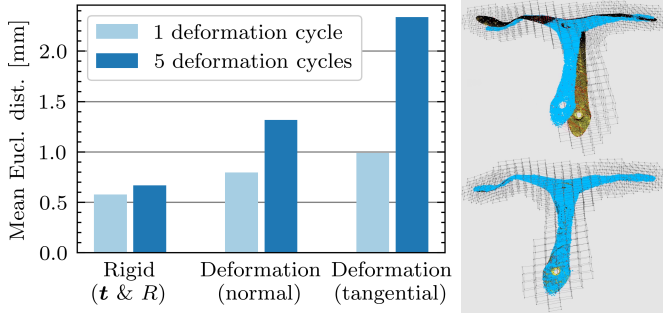 Mean Eucl. dist. [mm]
2.0
1.5
1.0
0.5
0.0
1 deformation cycle
5 deformation cycles
Rigid
(t & R)
Deformation
(normal)
Deformation
(tangential)